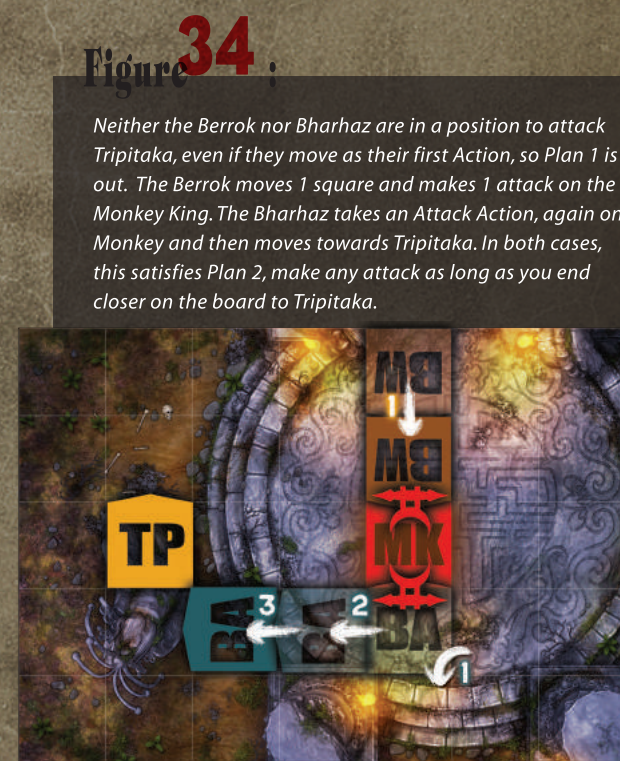 Figure 34 :
Neither the Berrok nor Bharhaz are in a position to attack
Tripitaka, even if they move as their first Action, so Plan 1 is
out. The Berrok moves 1 square and makes 1 attack on the
Monkey King. The Bharhaz takes an Attack Action, again on
Monkey and then moves towards Tripitaka. In both cases,
this satisfies Plan 2, make any attack as long as you end
closer on the board to Tripitaka.
BW
1
BW
TP
MK
BA
3
BA
2
BA
1